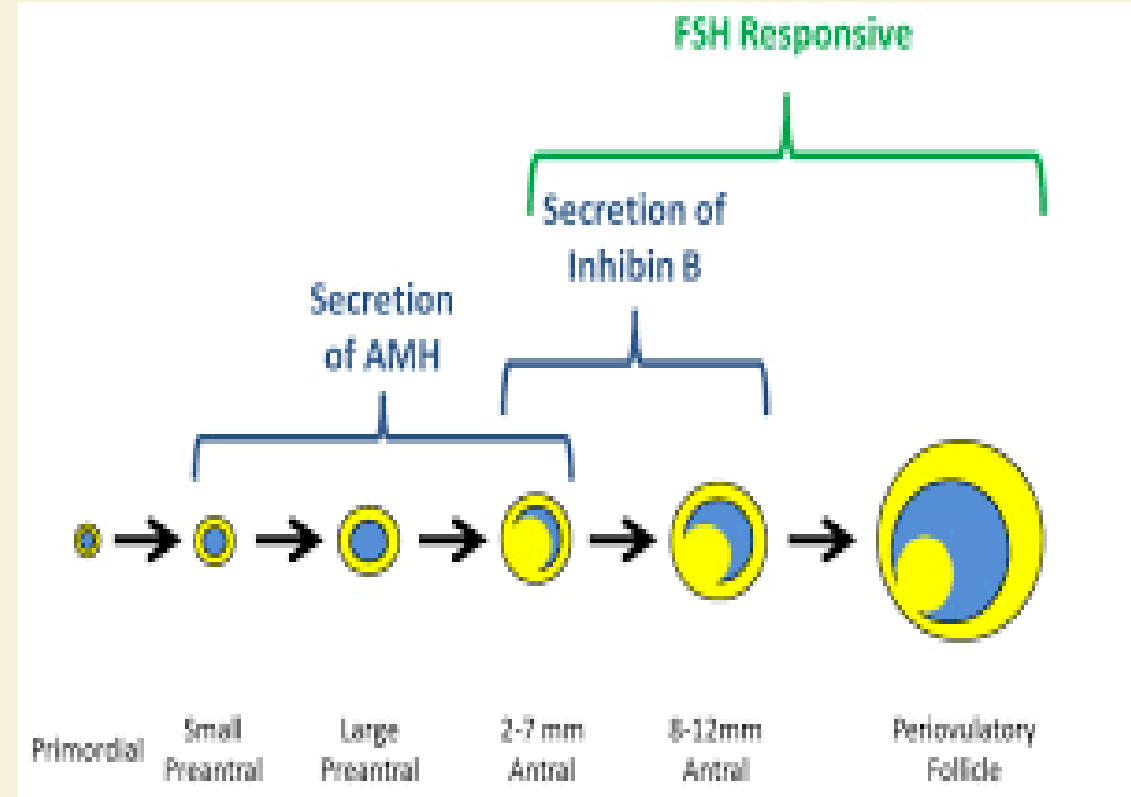 FSH Responsive
Secretion of
Inhibin B
Secretion
of AMH
Primordial
Small
Preantral
Large
Preantral
2-7 mm
Antral
8-12mm
Antral
Periovulatory
Follicle